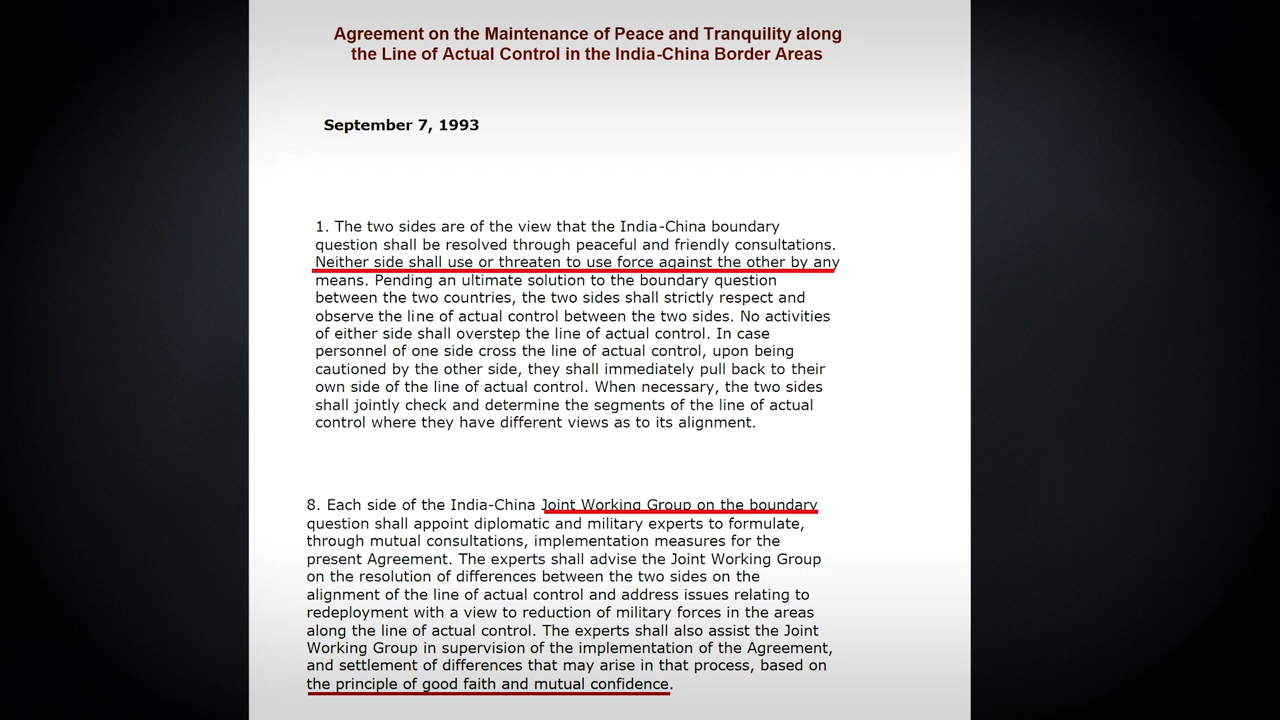 Agreement on the Maintenance of Peace and Tranquility along
the Line of Actual Control in the India-China Border Areas
September 7, 1993
1. The two sides are of the view that the India-China boundary
question shall be resolved through peaceful and friendly consultations.
Neither side shall use or threaten to use force against the other by any
means. Pending an ultimate solution to the boundary question
between the two countries, the two sides shall strictly respect and
observe the line of actual control between the two sides. No activities
of either side shall overstep the line of actual control. In case
personnel of one side cross the line of actual control, upon being
cautioned by the other side, they shall immediately pull back to their
own side of the line of actual control. When necessary, the two sides
shall jointly check and determine the segments of the line of actual
control where they have different views as to its alignment.
8. Each side of the India-China Joint Working Group on the boundary
question shall appoint diplomatic and military experts to formulate,
through mutual consultations, implementation measures for the
present Agreement. The experts shall advise the Joint Working Group
on the resolution of differences between the two sides on the
alignment of the line of actual control and address issues relating to
redeployment with a view to reduction of military forces in the areas
along the line of actual control. The experts shall also assist the Joint
Working Group in supervision of the implementation of the Agreement,
and settlement of differences that may arise in that process, based on
the principle of good faith and mutual confidence.